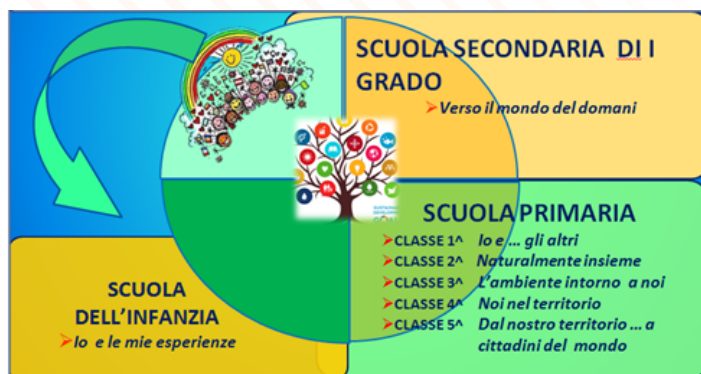 SCUOLA SECONDARIA DI I
GRADO
➤Verso il mondo del domani
SCUOLA PRIMARIA
➤CLASSE 1^ Io e ... gli altri
➤CLASSE 2^ Naturalmente insieme
➤CLASSE 3^ L'ambiente intorno a noi
➤CLASSE 4^ Noi nel territorio
➤CLASSE 5^ Dal nostro territorio ... a
cittadini del mondo
SCUOLA
DELL'INFANZIA
➤Io e le mie esperienze